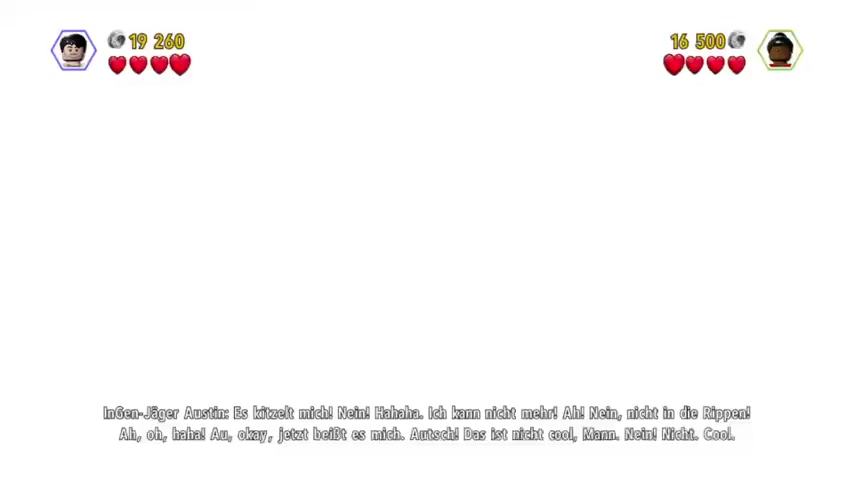 19 260
16 500
InGen-Jäger Austin: Es kitzelt mich! Nein! Hahaha. Ich kann nicht mehr! Ah! Nein, nicht in die Rippen!
Ah, oh, haha! Au, okay, jetzt beißt es mich. Autsch! Das ist nicht cool, Mann. Nein! Nicht. Cool.